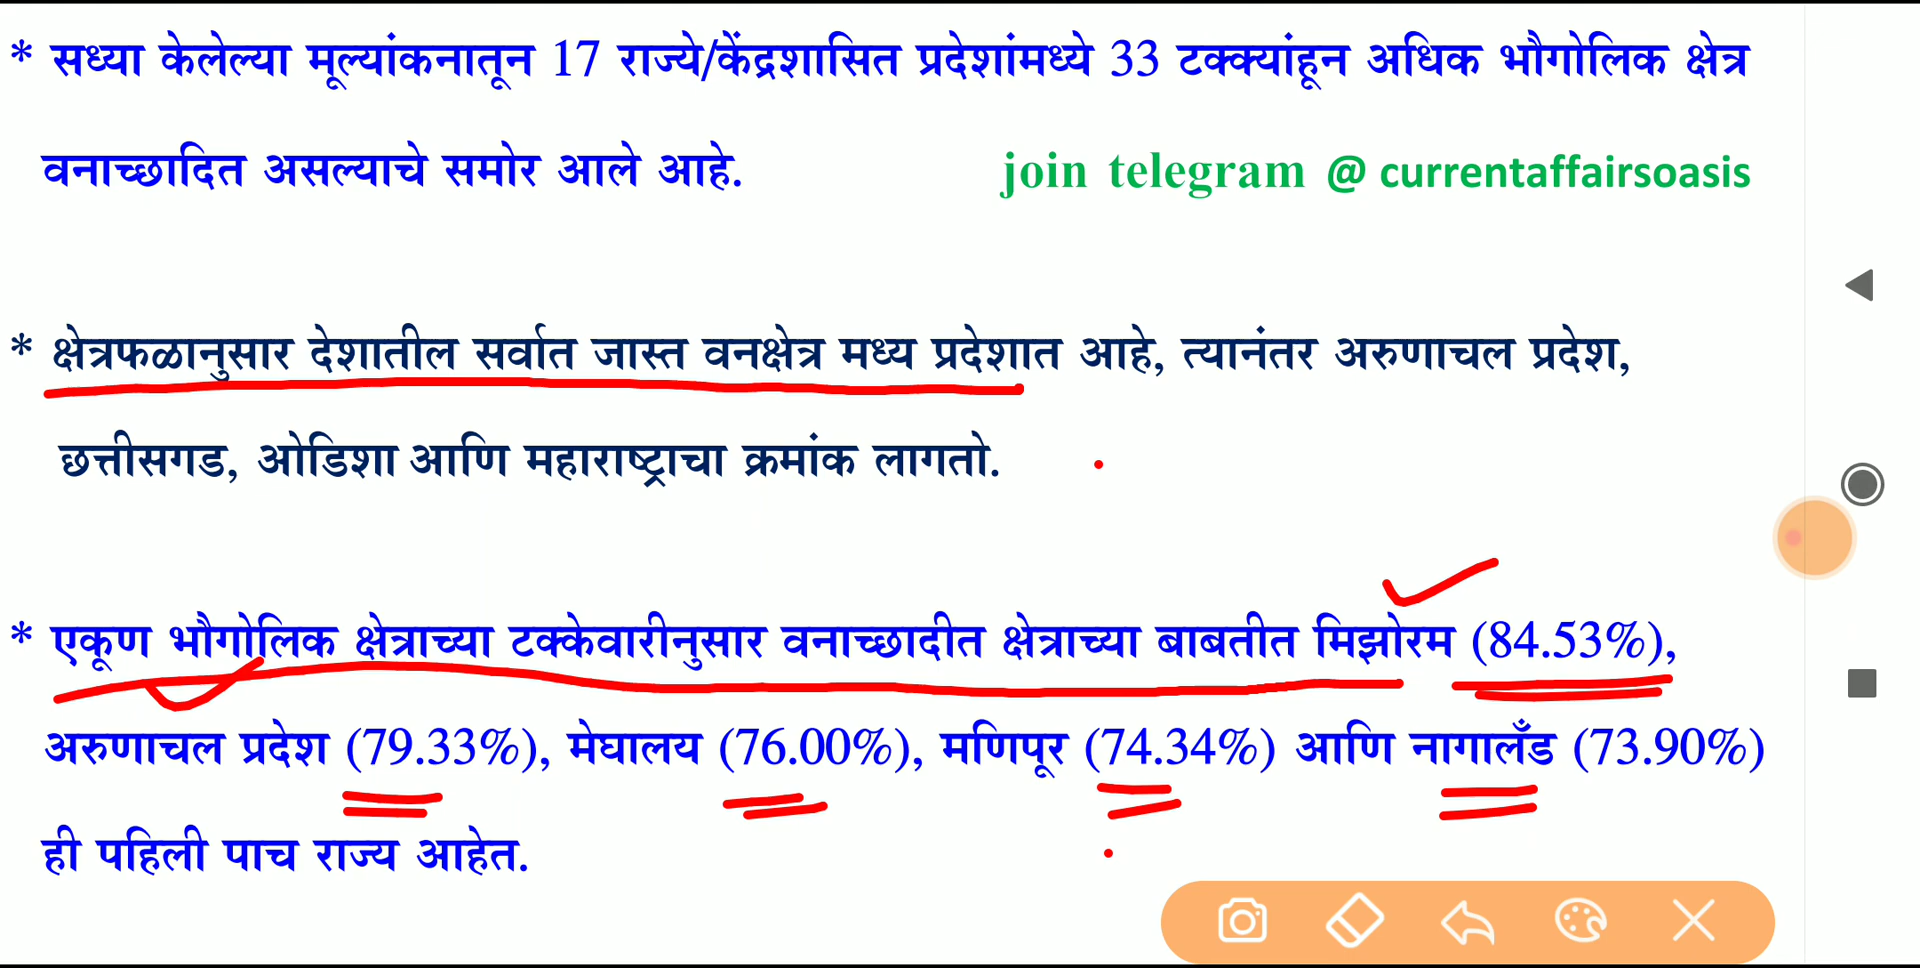 * सध्या केलेल्या मूल्यांकनातून 17 राज्ये/केंद्रशासित प्रदेशांमध्ये 33 टक्क्यांहून अधिक भौगोलिक क्षेत्र
वनाच्छादित असल्याचे समोर आले आहे. join telegram @ currentaffairsoasis
* क्षेत्रफळानुसार देशातील सर्वात जास्त वनक्षेत्र मध्य प्रदेशात आहे, त्यानंतर अरुणाचल प्रदेश,
छत्तीसगड, ओडिशा आणि महाराष्ट्राचा क्रमांक लागतो.
* एकूण भौगोलिक क्षेत्राच्या टक्केवारीनुसार वनाच्छादीत क्षेत्राच्या बाबतीत मिझोरम (84.53%),
अरुणाचल प्रदेश (79.33%), मेघालय (76.00%), मणिपूर (74.34%) आणि नागालँड (73.90%)
ही पहिली पाच राज्य आहेत.